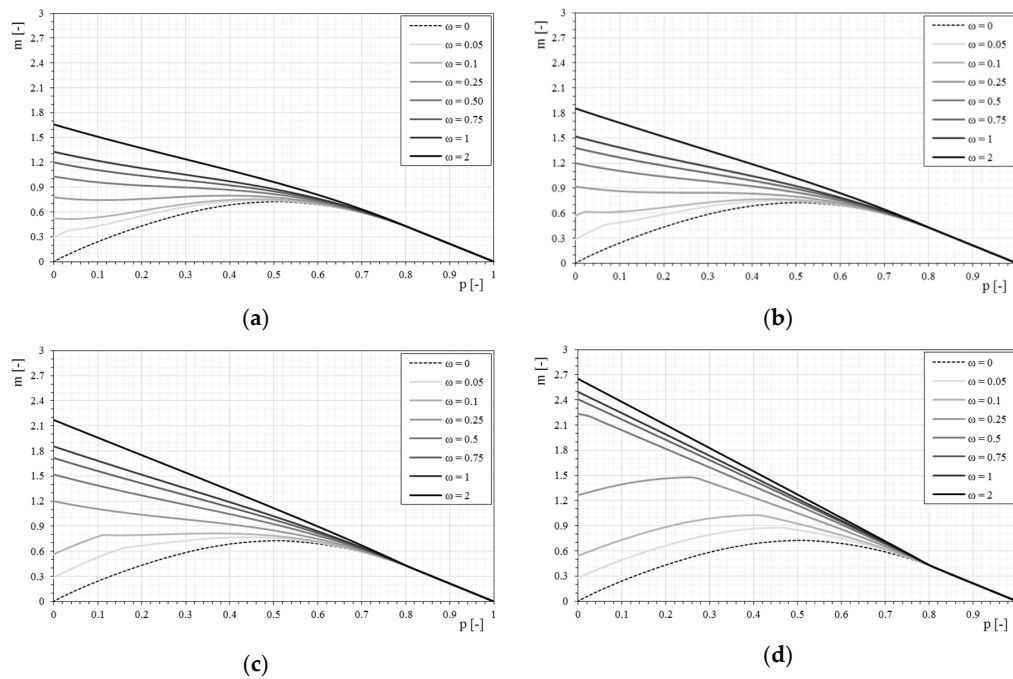 m [-]
3
2.7
2.4
2.1
1.8
1.5
1.2
0.9
0.6
0.3
0
0 0.1 0.2 0.3 0.4 0.5 0.6 0.7 0.8 0.9 1
p [-]
ω = 0
ω = 0.05
ω = 0.1
ω = 0.25
ω = 0.50
ω = 0.75
ω = 1
ω = 2
(a)
m [-]
3
2.7
2.4
2.1
1.8
1.5
1.2
0.9
0.6
0.3
0
0 0.1 0.2 0.3 0.4 0.5 0.6 0.7 0.8 0.9
p [-]
ω = 0
ω = 0.05
ω = 0.1
ω = 0.25
ω = 0.5
ω = 0.75
ω = 1
ω = 2
(b)
m [-]
3
2.7
2.4
2.1
1.8
1.5
1.2
0.9
0.6
0.3
0
0 0.1 0.2 0.3 0.4 0.5 0.6 0.7 0.8 0.9 1
p [-]
ω = 0
ω = 0.05
ω = 0.1
ω = 0.25
ω = 0.5
ω = 0.75
ω = 1
ω = 2
(c)
m [-]
3
2.7
2.4
2.1
1.8
1.5
1.2
0.9
0.6
0.3
0
0 0.1 0.2 0.3 0.4 0.5 0.6 0.7 0.8 0.9
p [-]
ω = 0
ω = 0.05
ω = 0.1
ω = 0.25
ω = 0.5
ω = 0.75
ω = 1
ω = 2
(d)